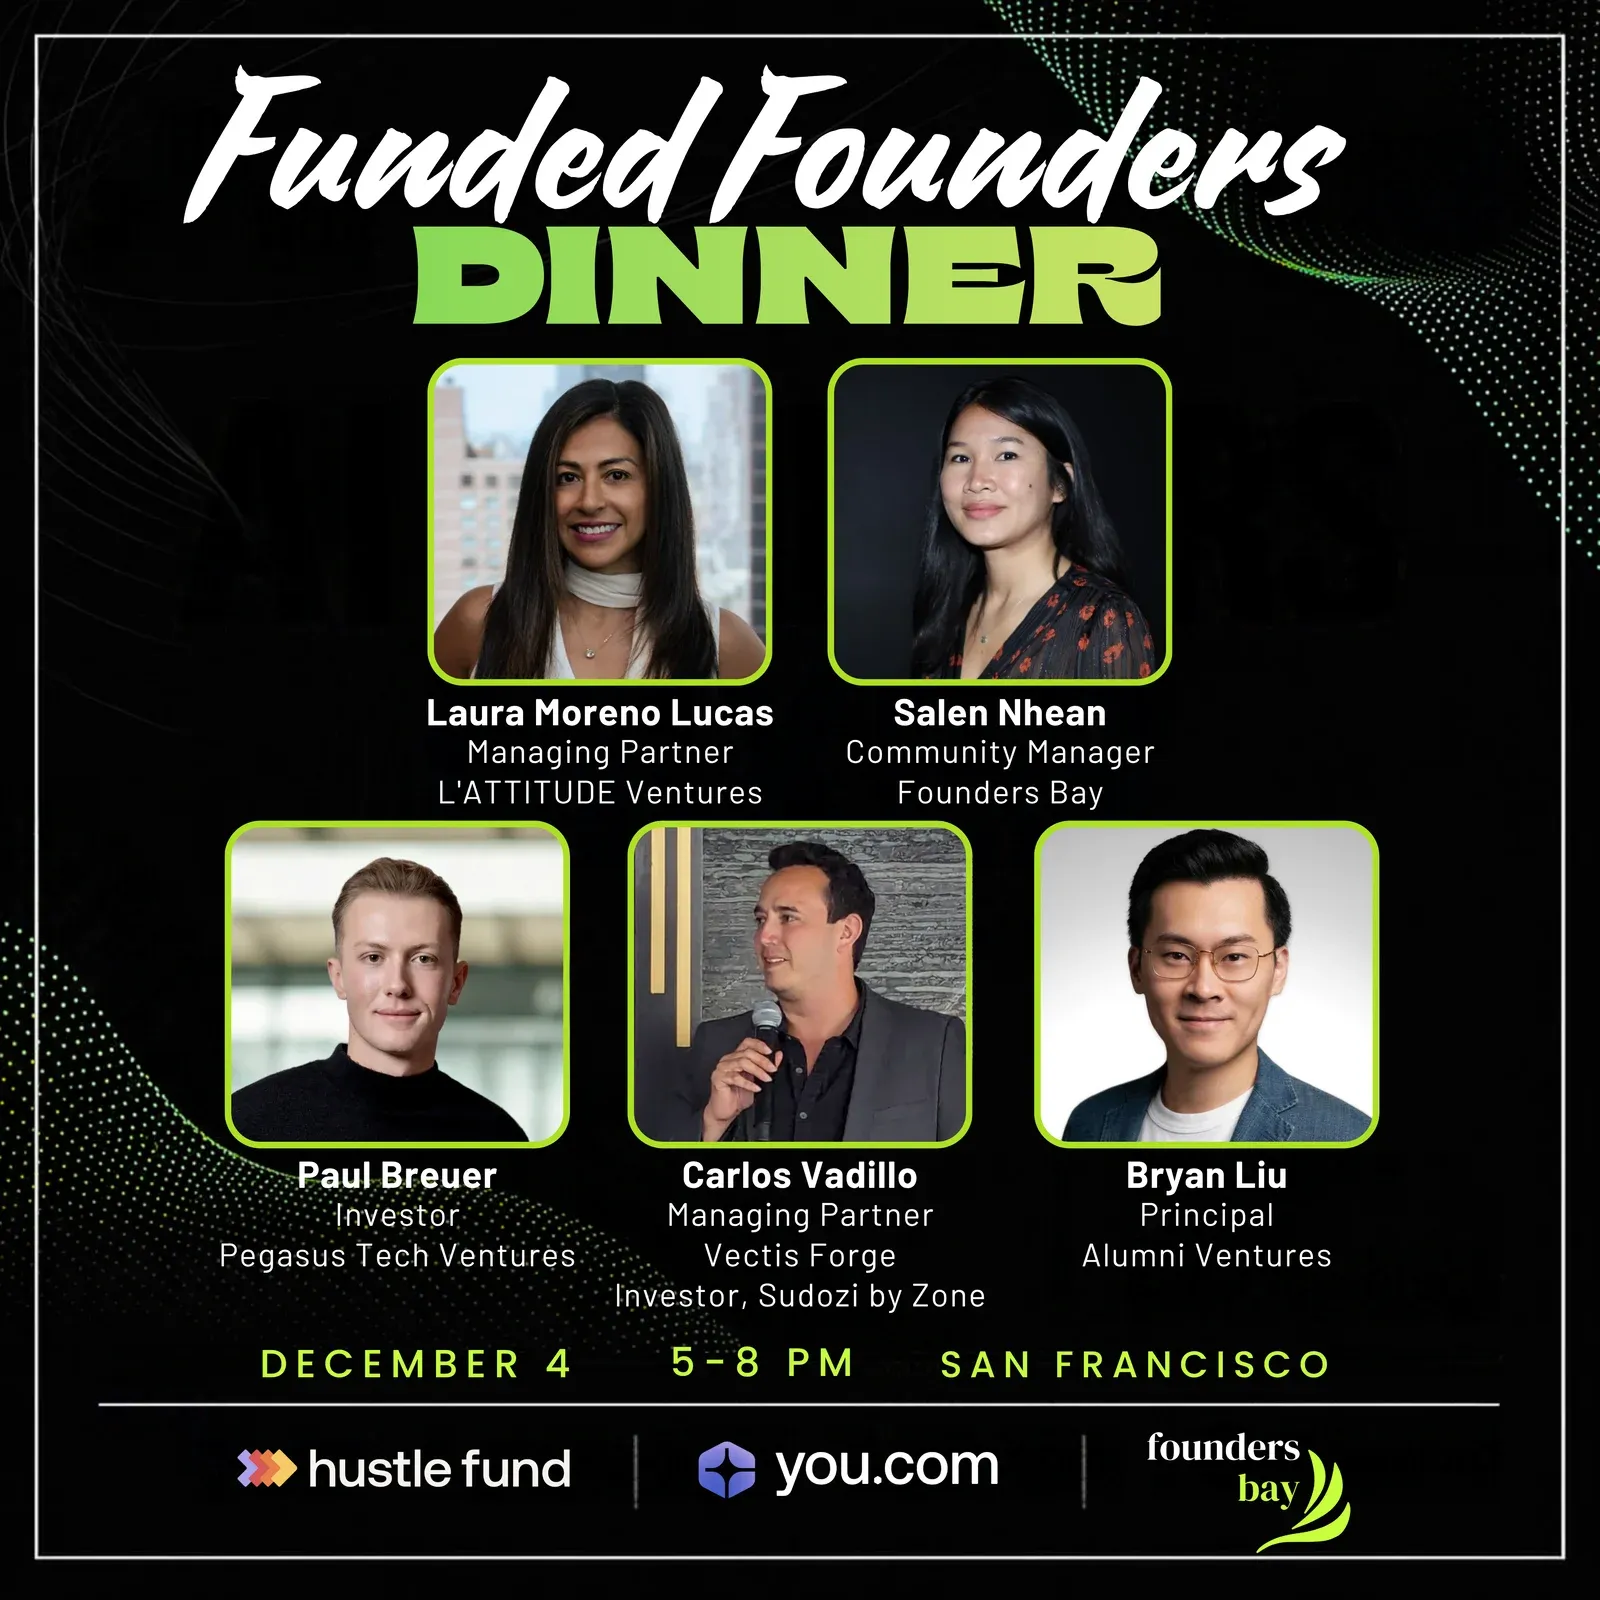 Funded Founders
DINNER
Laura Moreno Lucas
Managing Partner
L'ATTITUDE Ventures
Salen Nhean
Community Manager
Founders Bay
Paul Breuer
Investor
Pegasus Tech Ventures
Carlos Vadillo
Managing Partner
Vectis Forge
Investor, Sudozi by Zone
Bryan Liu
Principal
Alumni Ventures
DECEMBER 4
5-8 PM
SAN FRANCISCO
hustle fund
you.com
founders
bay